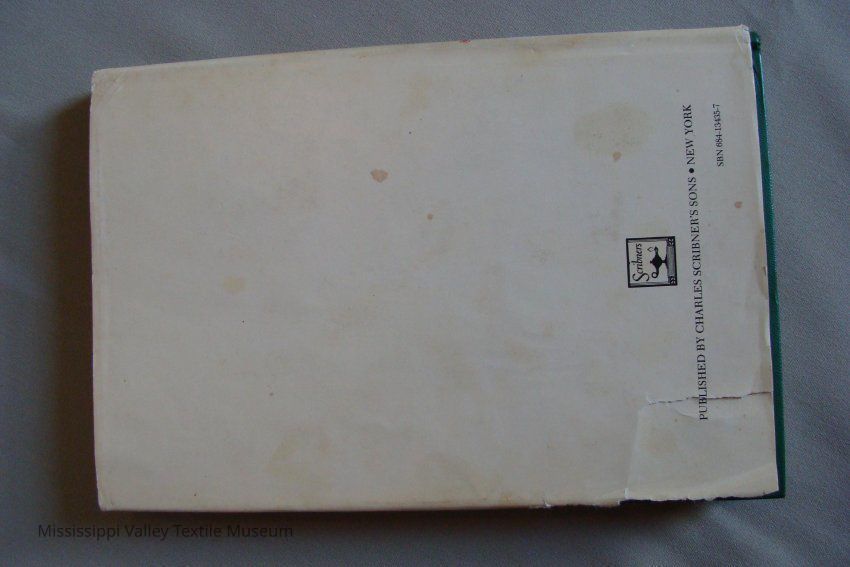 Scribners
PUBLISHED BY CHARLES SCRIBNER'S SONS • NEW YORK
SBN 684-13435-7
Mississippi Valley Textile Museum